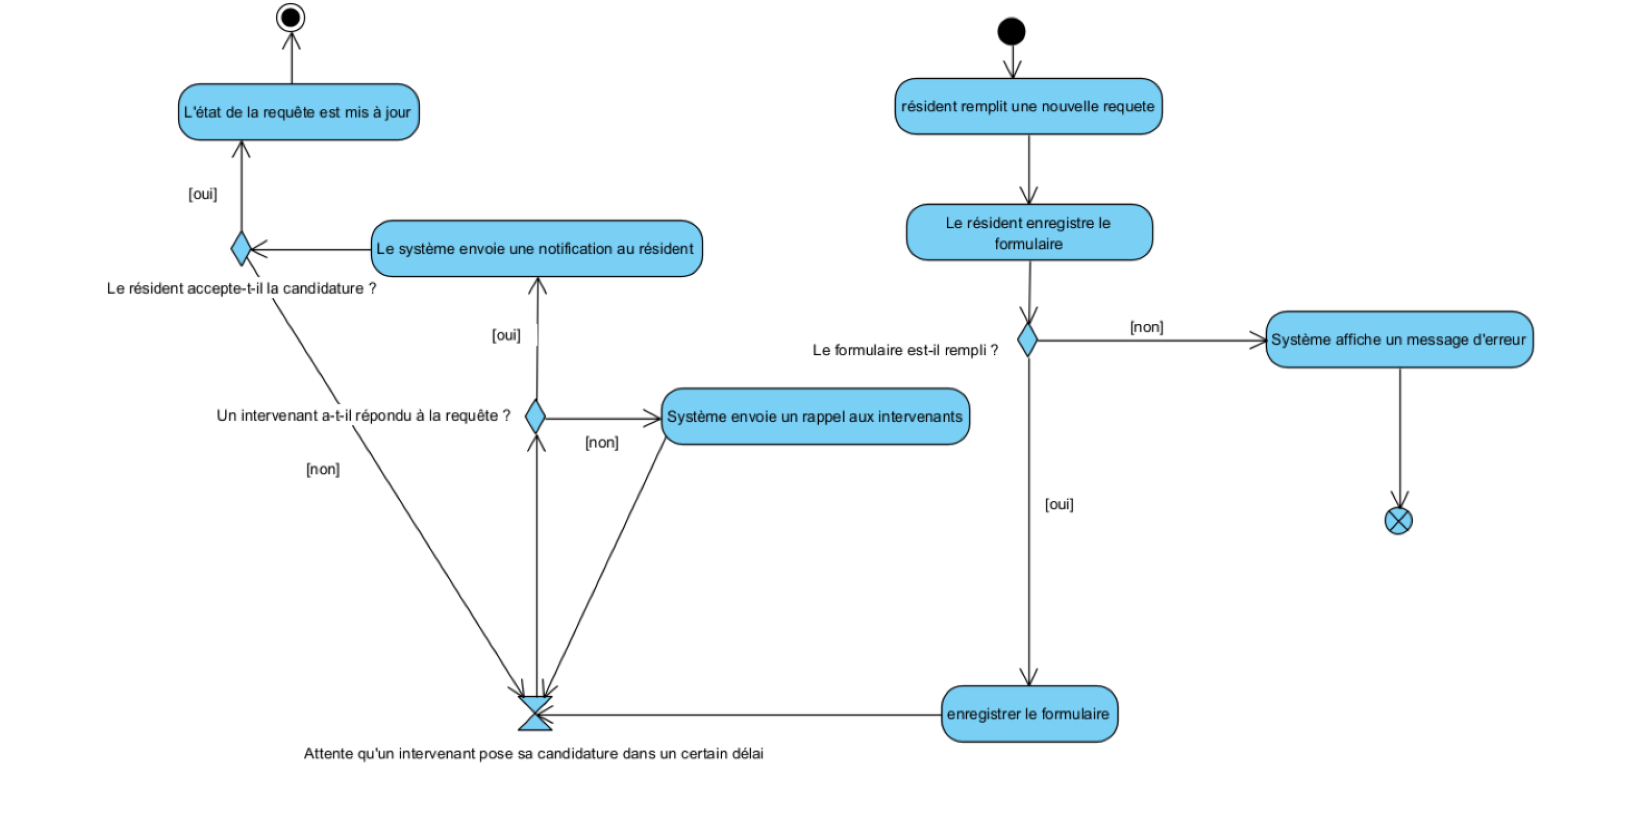 résident remplit une nouvelle requete
L'état de la requête est mis à jour
[oui]
Le résident enregistre le
formulaire
Le système envoie une notification au résident
Le résident accepte-t-il la candidature ?
[oui]
[non]
Système affiche un message d'erreur
Le formulaire est-il rempli ?
Un intervenant a-t-il répondu à la requête ?
Système envoie un rappel aux intervenants
[non]
[non]
[oui]
enregistrer le formulaire
Attente qu'un intervenant pose sa candidature dans un certain délai